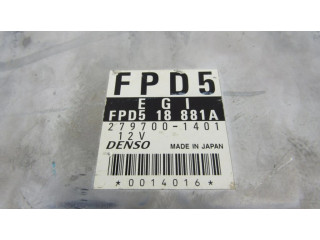 FPD5
EGI
FPD5 18 881A
279700-1401
12V
DENSO MADE IN JAPAN
*0014016*